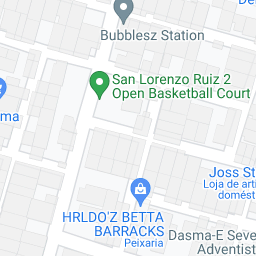 Bubblesz Station
San Lorenzo Ruiz 2
Open Basketball Court
ma
Joss St
Loja de art
domést
HRLDO'Z BETTA
BARRACKS
Peixaria
Dasma-E Seve
Adventist